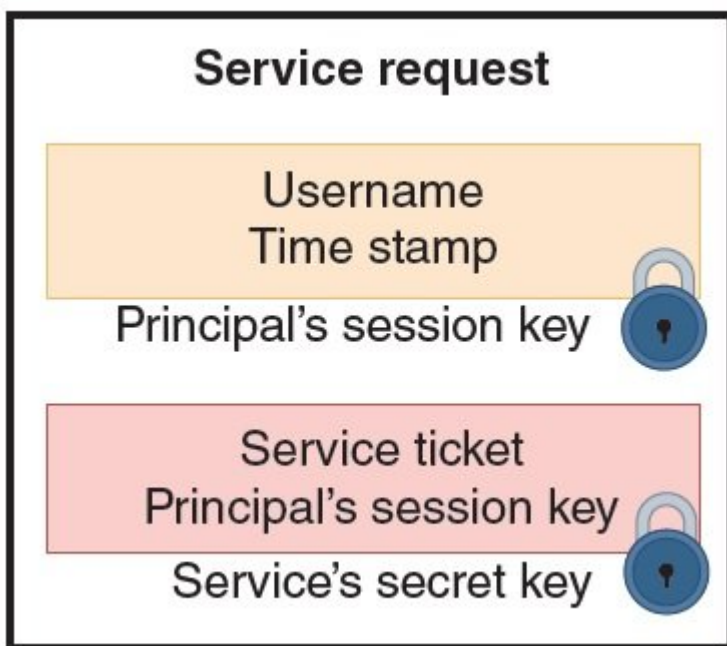 Service request
Username
Time stamp
Principal’s session key
Service ticket
Principal’s session key
Service’s secret key